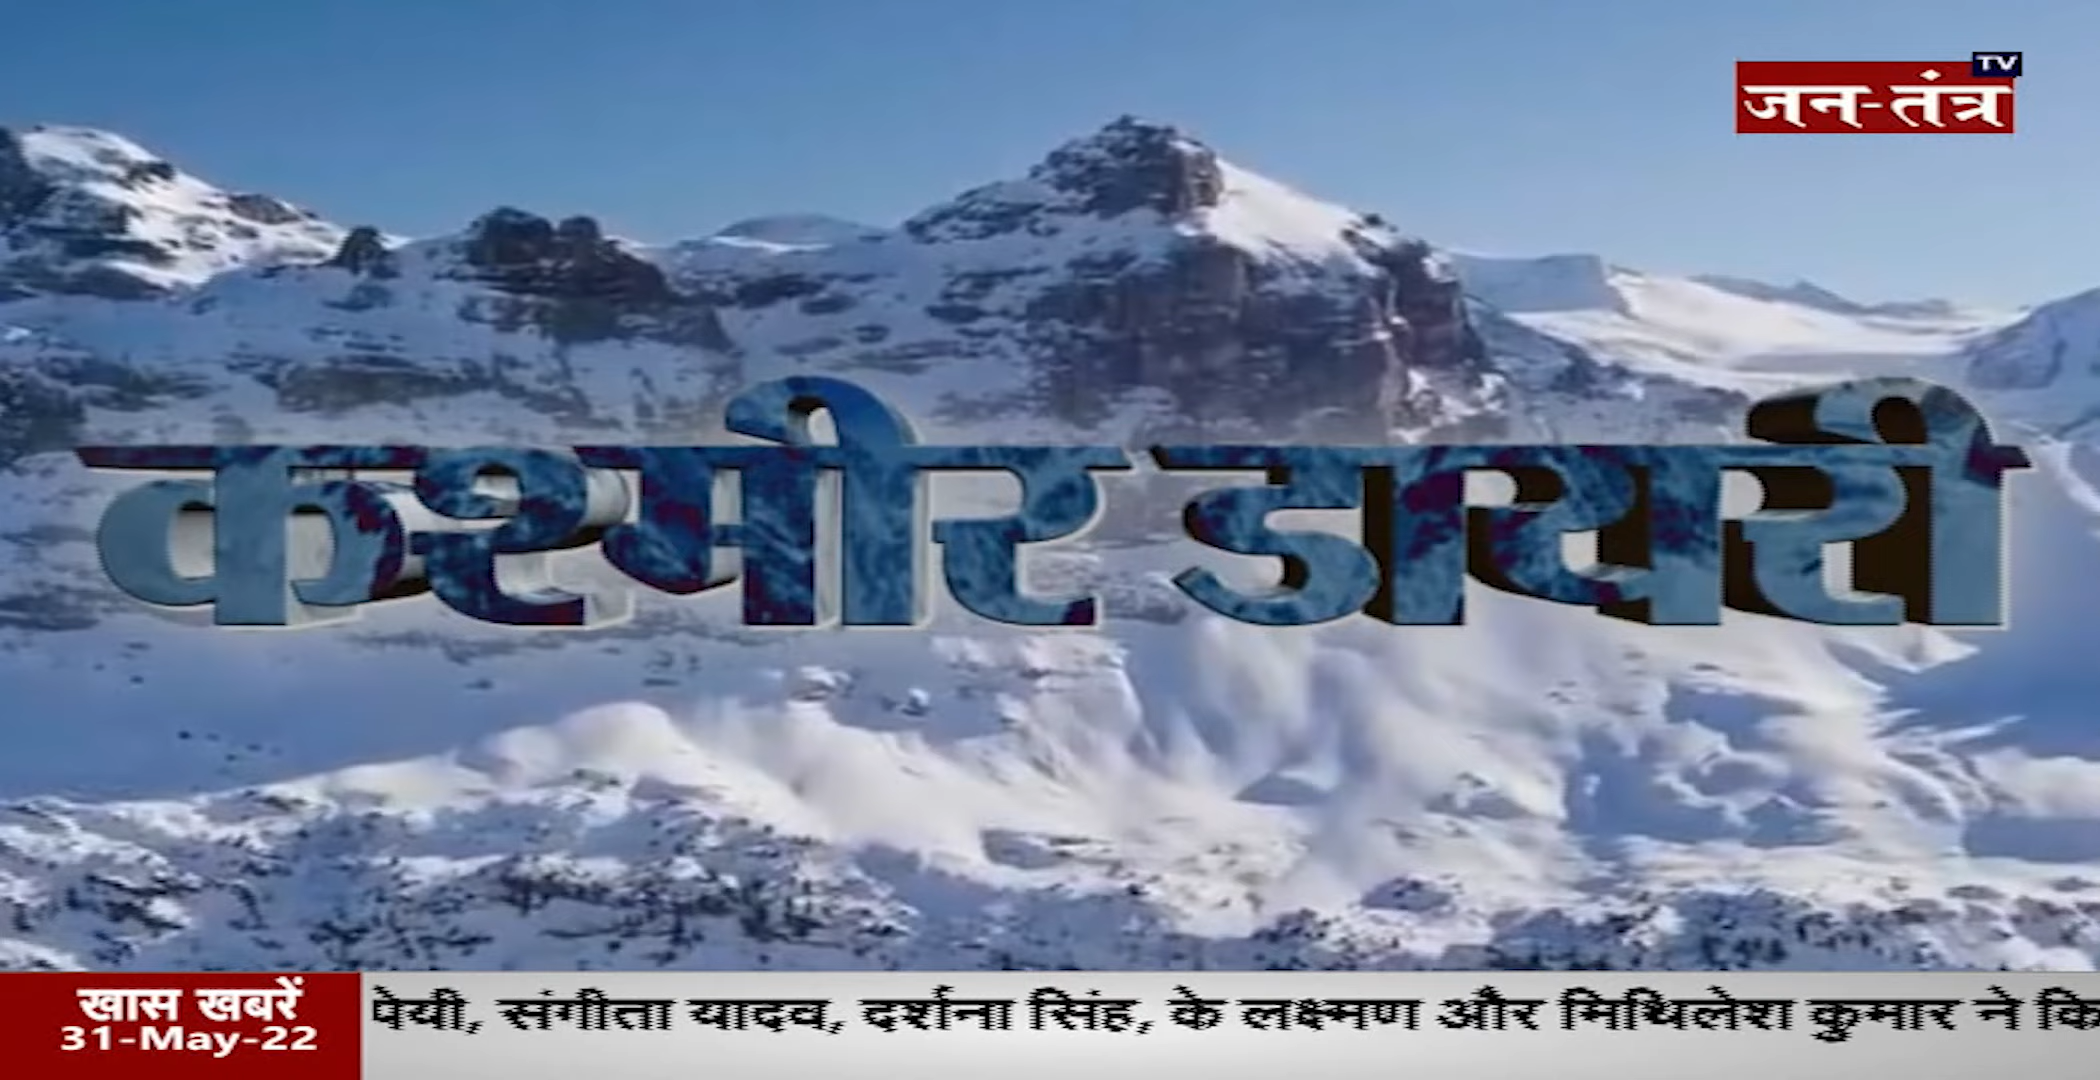 TV
जन-तंत्र
कश्मीर डायरी
खास खबरें
31-May-22
पेयी, संगीता यादव, दर्शना सिंह, के लक्ष्मण और मिथिलेश कुमार ने कि